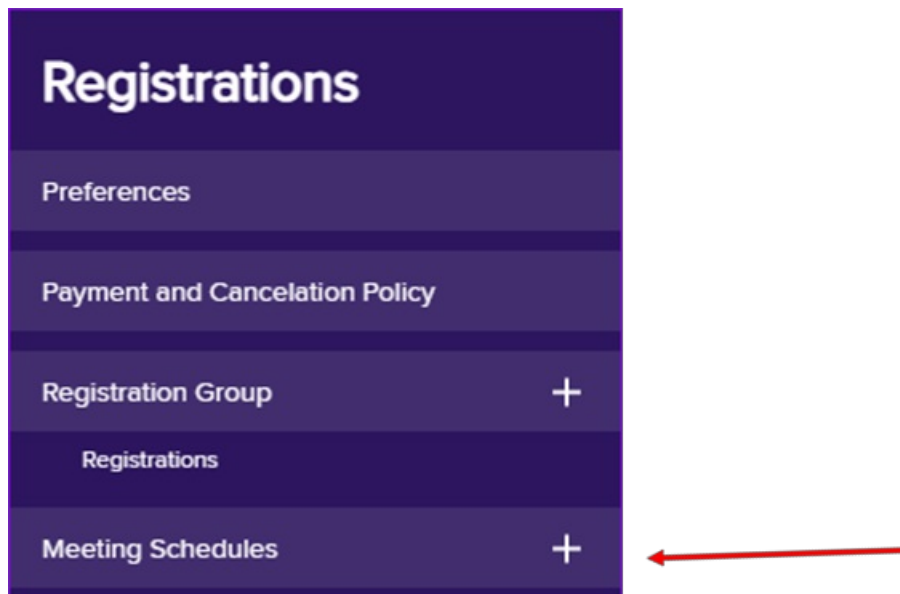 Registrations
Preferences
Payment and Cancelation Policy
Registration Group +
Registrations
Meeting Schedules +